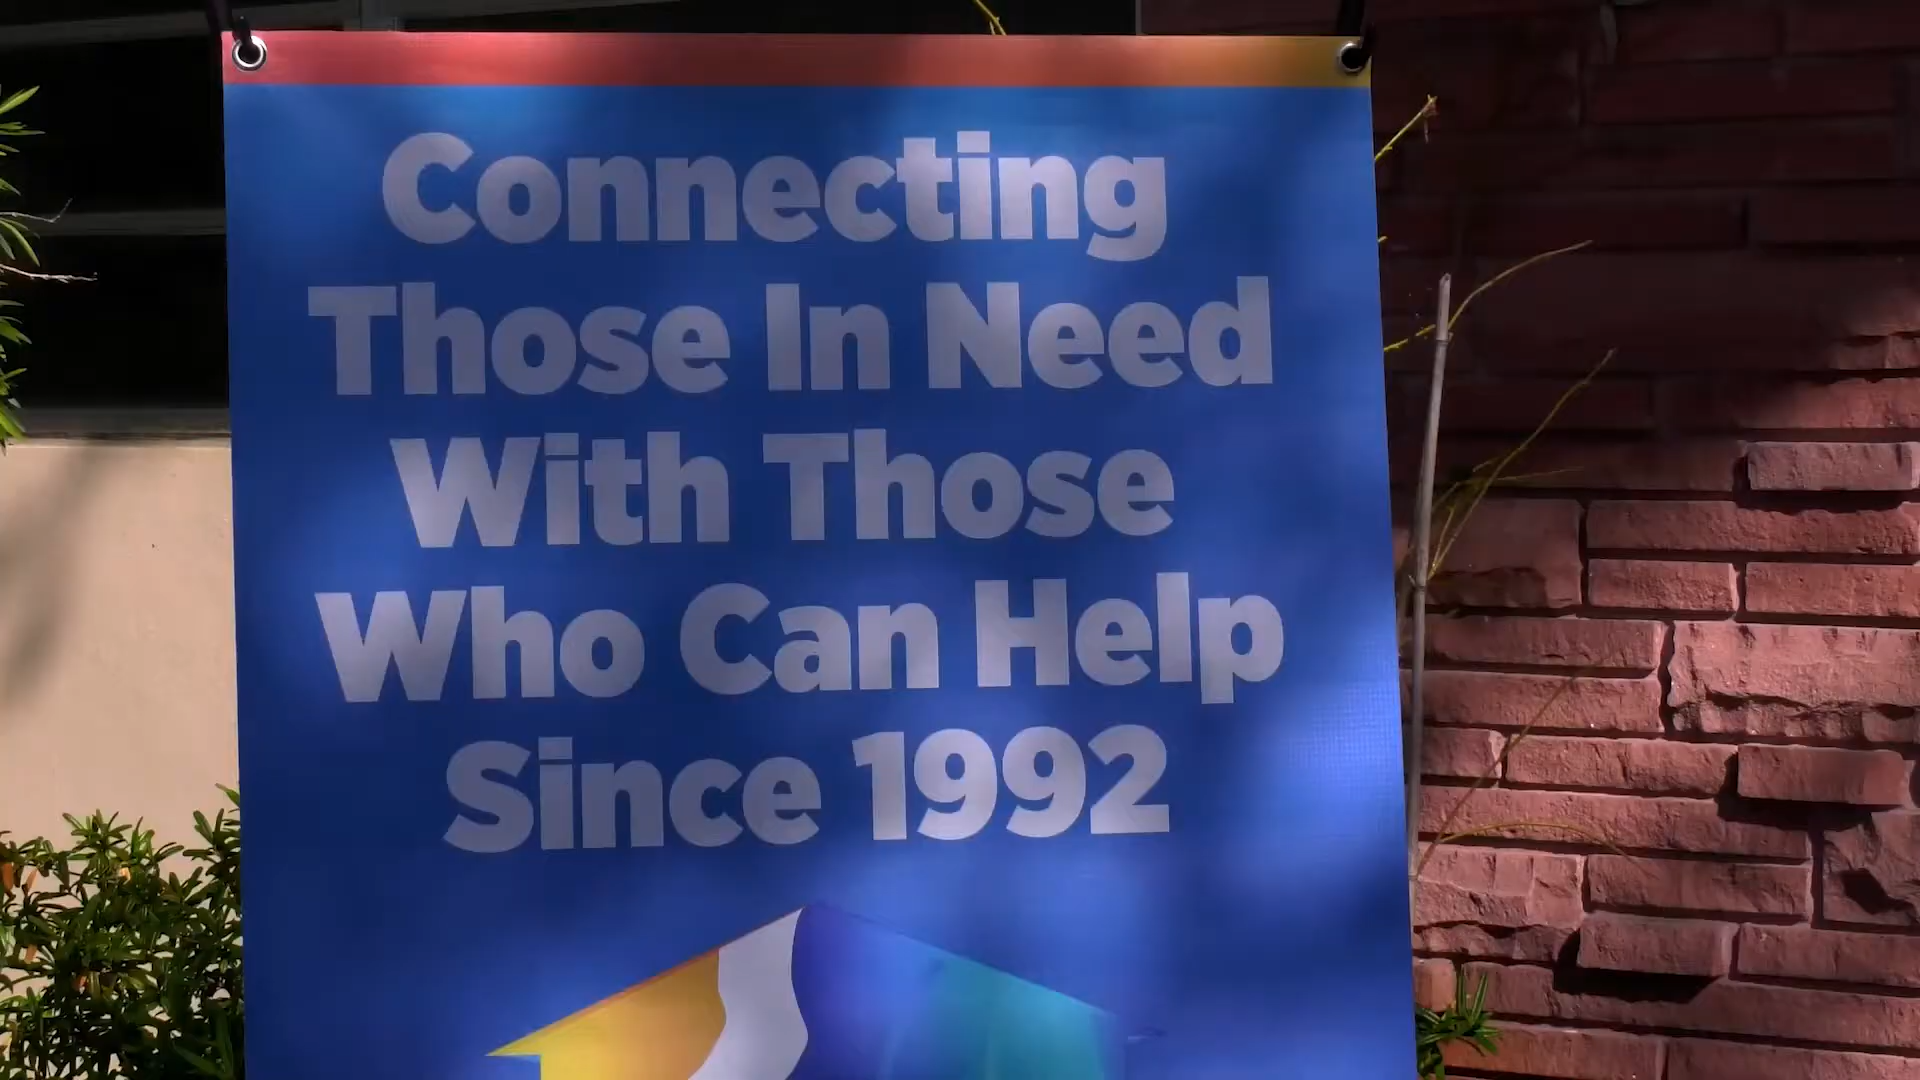 Connecting
Those In Need
With Those
Who Can Help
Since 1992